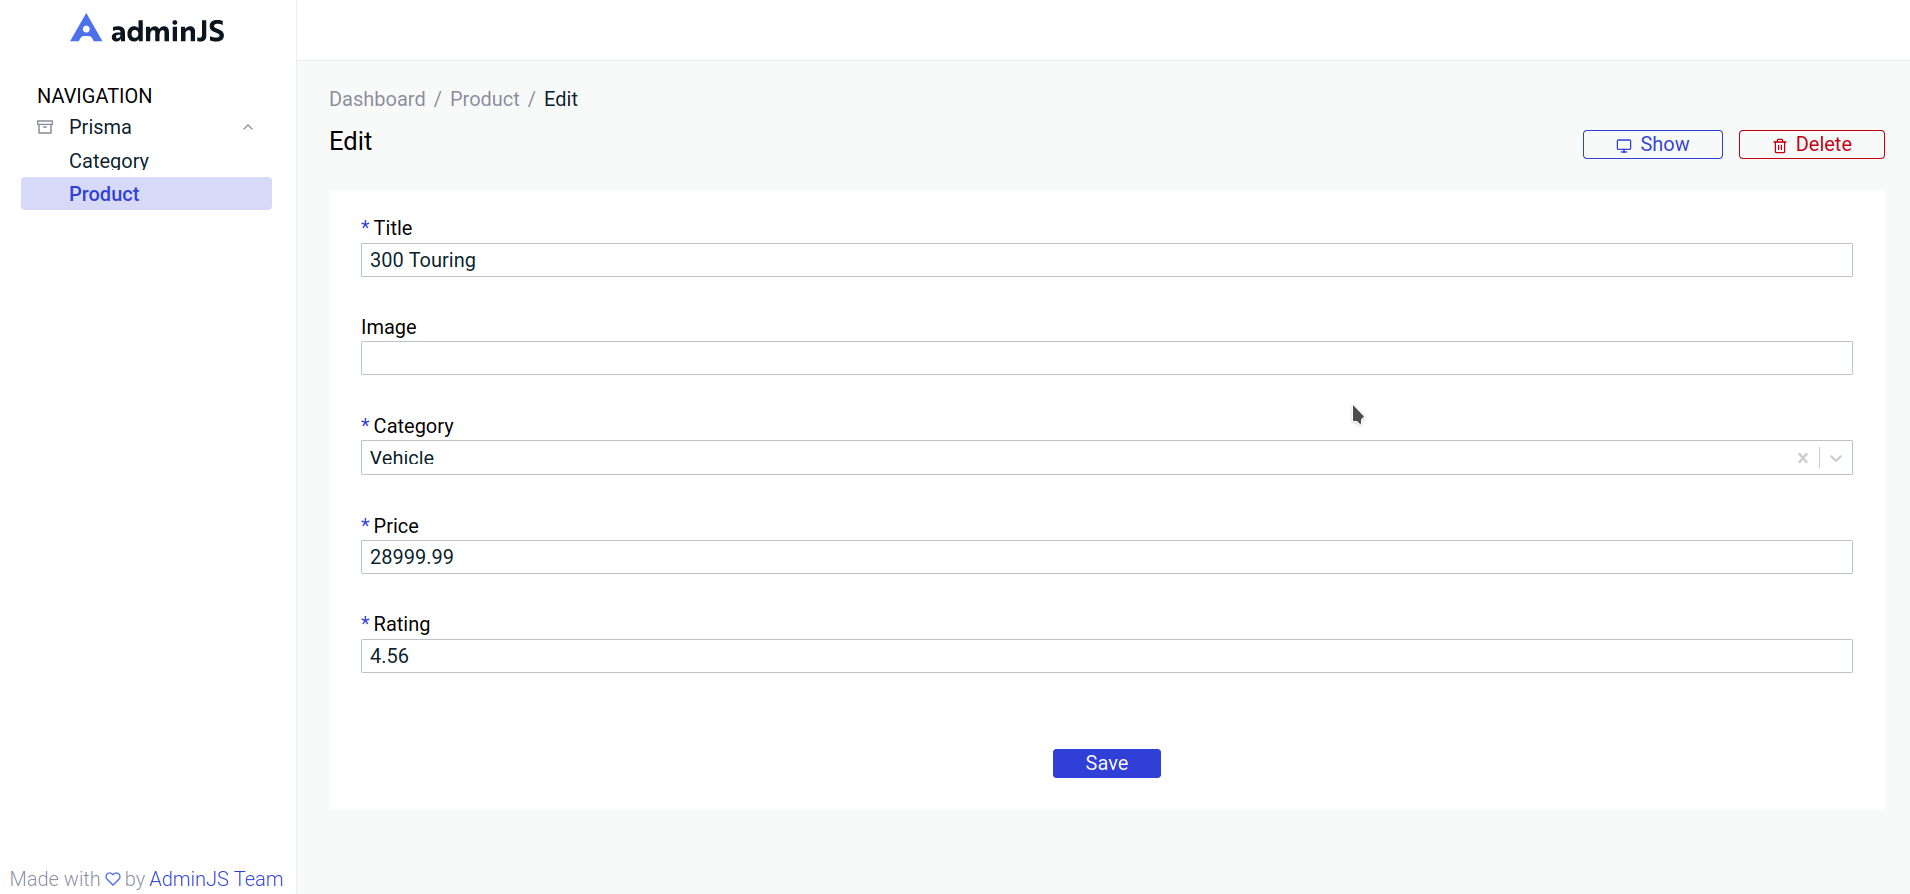 adminJS
NAVIGATION
Prisma
Category
Product
Made with by AdminJS Team
Dashboard / Product / Edit
Edit
Show
Delete
* Title
300 Touring
Image
* Category
Vehicle
* Price
28999.99
* Rating
4.56
Save